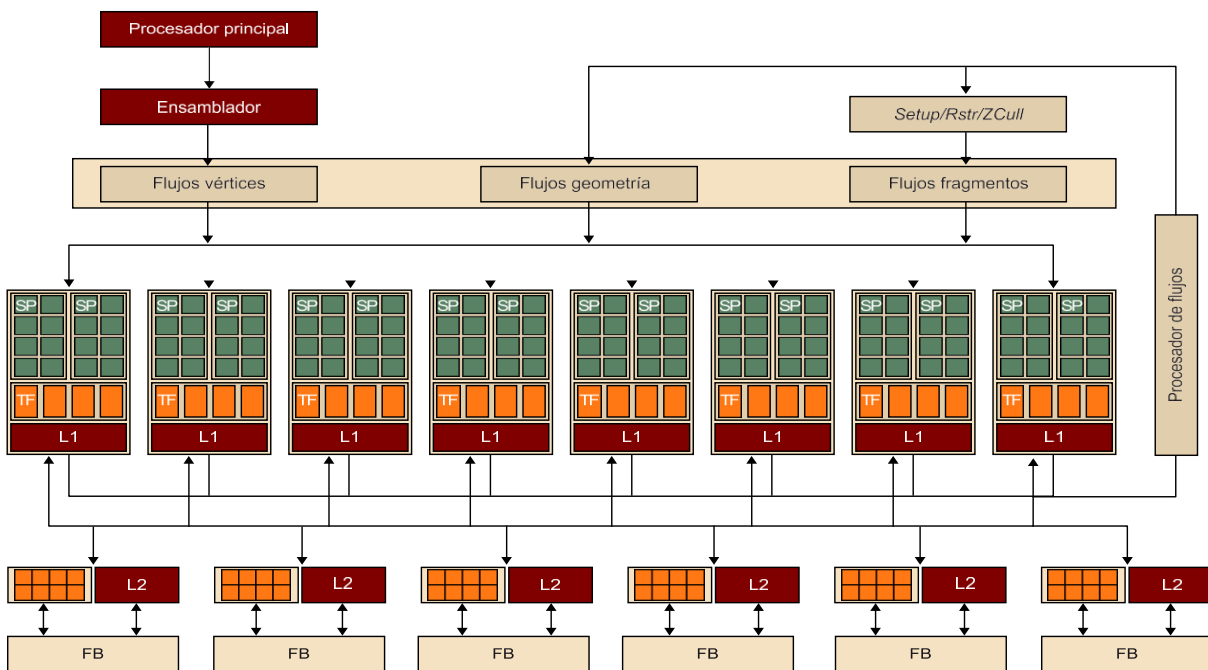 Procesador principal
Ensamblador
Setup/Rstr/ZCull
Flujos vértices
Flujos geometría
Flujos fragmentos
Procesador de flujos
SP SP SP SP SP SP SP SP SP SP SP SP SP SP SP SP
TF TF TF TF TF TF TF TF
L1 L1 L1 L1 L1 L1 L1 L1
L2 L2 L2 L2 L2 L2
FB FB FB FB FB FB